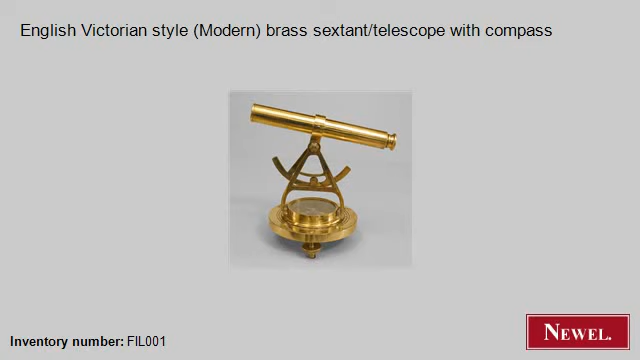 English Victorian style (Modern) brass sextant/telescope with compass
Inventory number: FIL001
NEWEL.